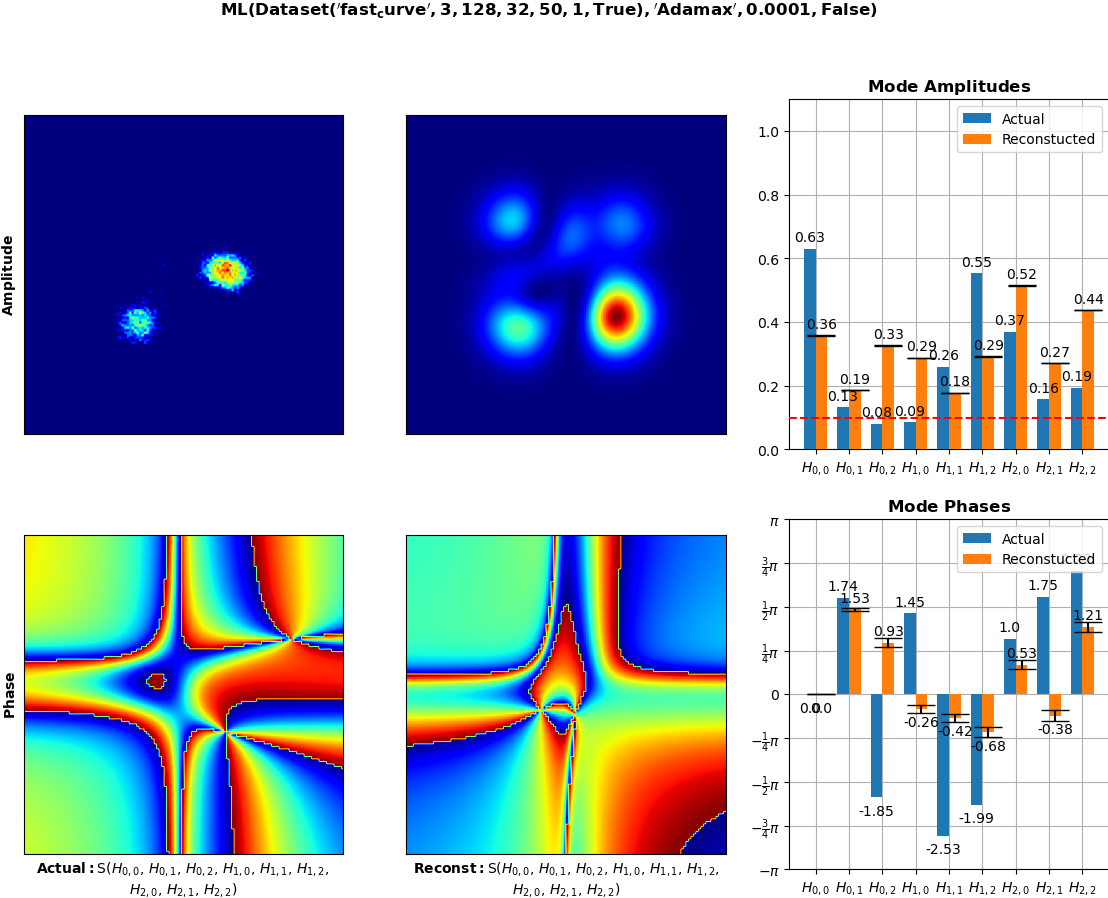 ML(Dataset('fast_curve', 3, 128, 32, 50, 1, True), 'Adamax', 0.0001, False)
Amplitude
Mode Amplitudes
Actual
Reconstucted
1.0
0.8
0.6
0.4
0.2
0.0
0.63
0.36
0.13
0.19
0.08
0.33
0.09
0.29
0.26
0.18
0.55
0.29
0.37
0.52
0.16
0.27
0.19
0.44
H0,0 H0,1 H0,2 H1,0 H1,1 H1,2 H2,0 H2,1 H2,2
Phase
Mode Phases
Actual
Reconstucted
π
3/4π
1/2π
1/4π
0
−1/4π
−1/2π
−3/4π
−π
0.0
0.0
1.74
1.53
-1.85
0.93
1.45
-0.26
-2.53
-0.42
-1.99
-0.68
1.0
0.53
1.75
-0.38
1.21
H0,0 H0,1 H0,2 H1,0 H1,1 H1,2 H2,0 H2,1 H2,2
Actual: S(H0,0, H0,1, H0,2, H1,0, H1,1, H1,2,
H2,0, H2,1, H2,2)
Reconst: S(H0,0, H0,1, H0,2, H1,0, H1,1, H1,2,
H2,0, H2,1, H2,2)